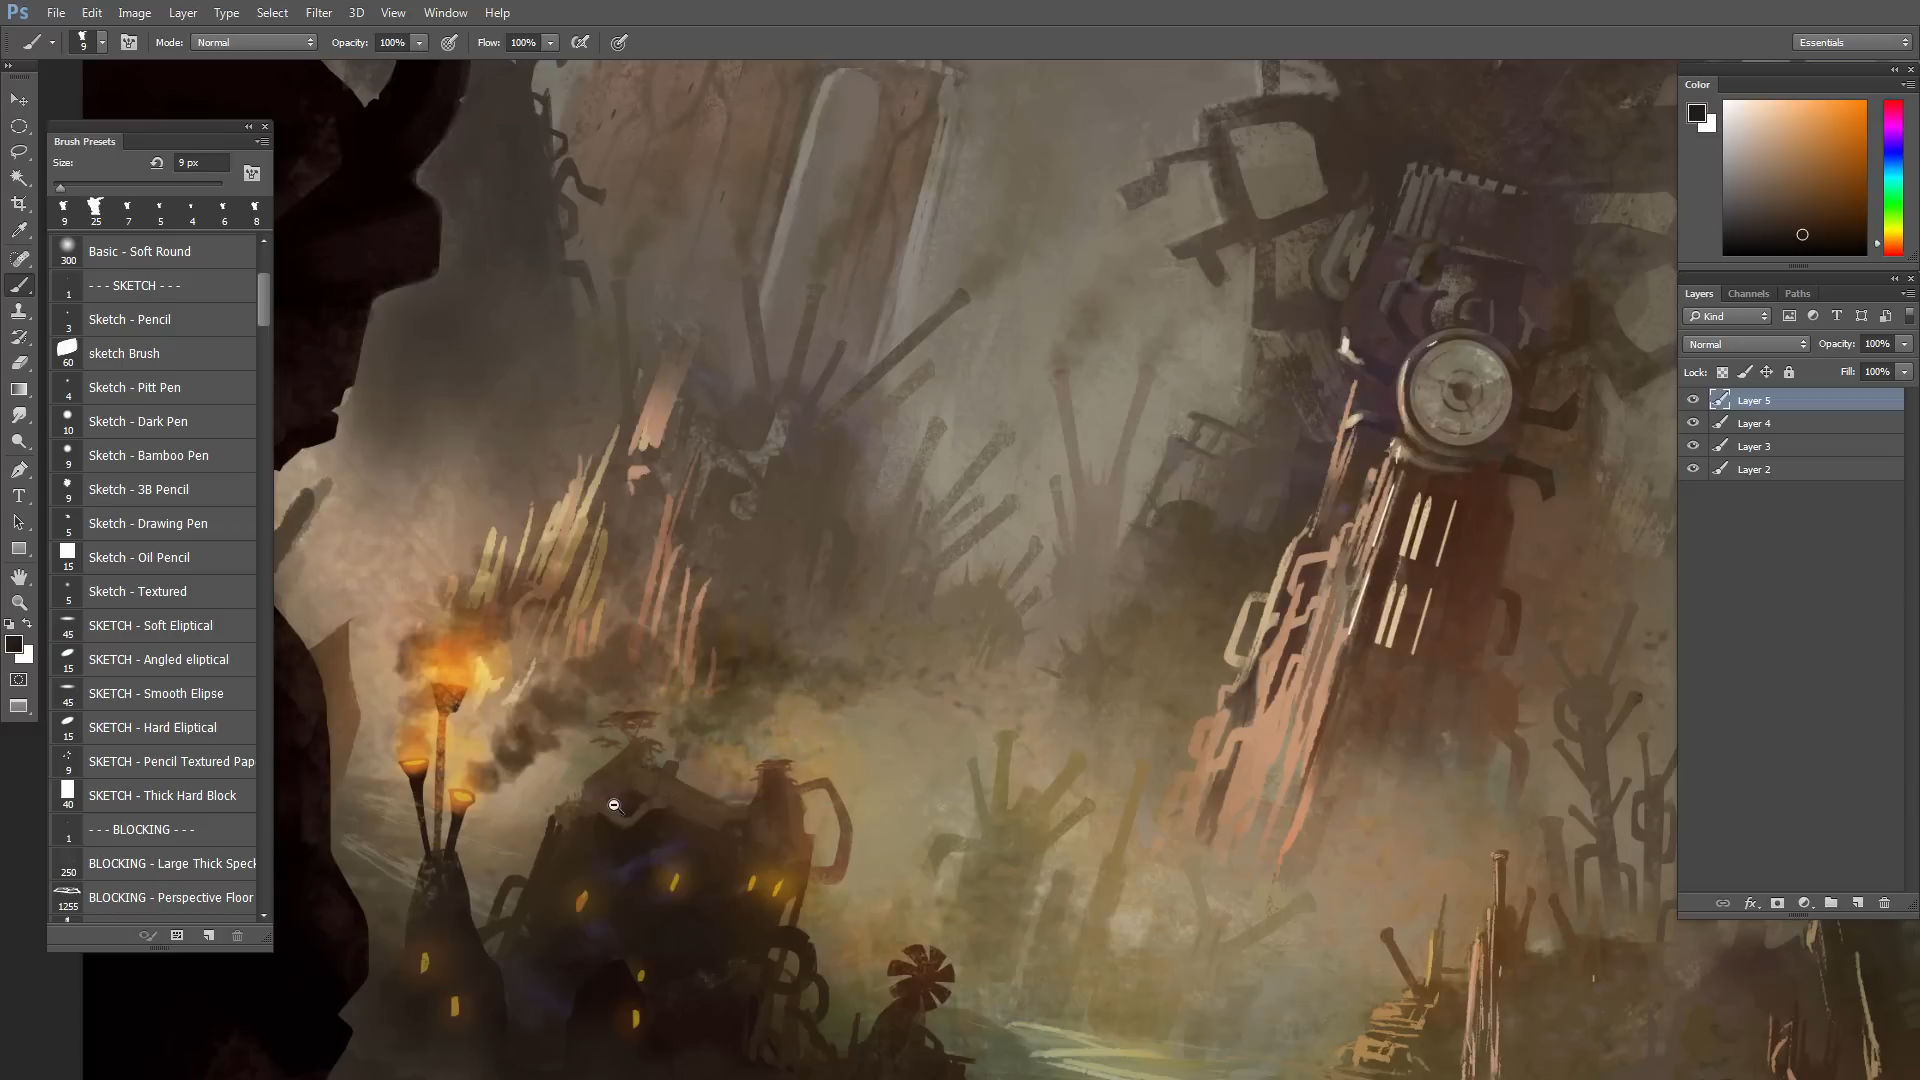 Ps File Edit Image Layer Type Select Filter 3D View Window Help
9 Mode: Normal Opacity: 100% Flow: 100% Essentials
Brush Presets
Size: 9 px
9 25 7 5 4 6 8
300 Basic - Soft Round
1 - - - SKETCH - - -
3 Sketch - Pencil
60 sketch Brush
4 Sketch - Pitt Pen
10 Sketch - Dark Pen
9 Sketch - Bamboo Pen
9 Sketch - 3B Pencil
5 Sketch - Drawing Pen
15 Sketch - Oil Pencil
5 Sketch - Textured
45 SKETCH - Soft Eliptical
15 SKETCH - Angled eliptical
45 SKETCH - Smooth Elipse
15 SKETCH - Hard Eliptical
9 SKETCH - Pencil Textured Pap
40 SKETCH - Thick Hard Block
1 - - - BLOCKING - - -
250 BLOCKING - Large Thick Speck
1255 BLOCKING - Perspective Floor
Color
Layers Channels Paths
Kind
Normal Opacity: 100%
Lock: Fill: 100%
Layer 5
Layer 4
Layer 3
Layer 2
fx